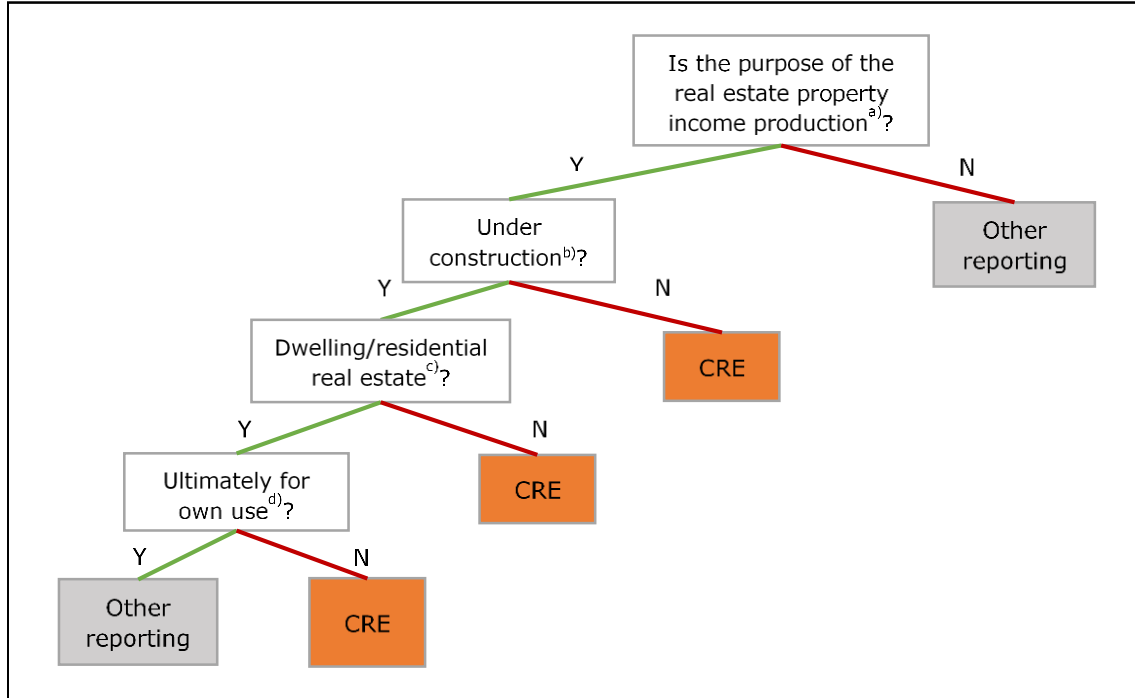 Is the purpose of the
real estate property
income production a)?
Y
N
Under
construction b)?
Other
reporting
Y
N
Dwelling/residential
real estate c)?
CRE
Y
N
Ultimately for
own use d)?
CRE
Y
N
Other
reporting
CRE